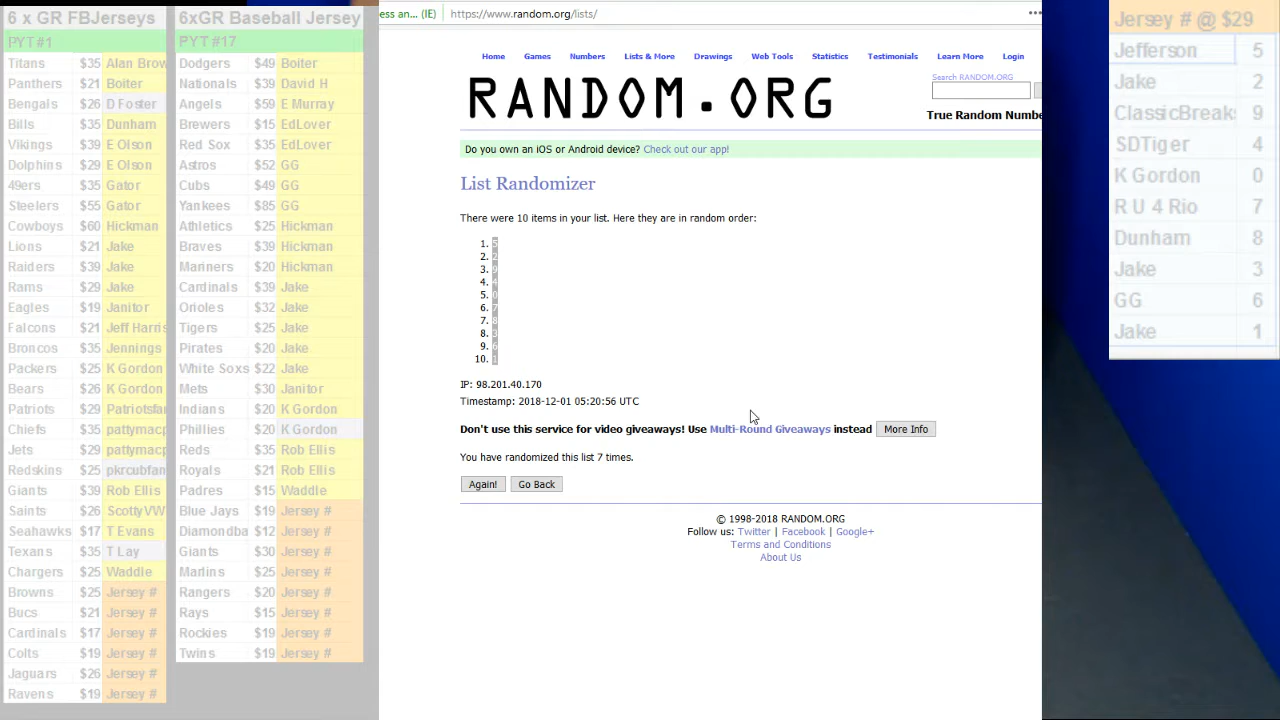 6 x GR FBJerseys
PYT #1
Titans $35 Alan Brow
Panthers $21 Boiter
Bengals $26 D Foster
Bills $35 Dunham
Vikings $39 E Olson
Dolphins $29 E Olson
49ers $35 Gator
Steelers $55 Gator
Cowboys $60 Hickman
Lions $21 Jake
Raiders $39 Jake
Rams $29 Jake
Eagles $19 Janitor
Falcons $21 Jeff Harris
Broncos $35 Jennings
Packers $25 K Gordon
Bears $26 K Gordon
Patriots $29 Patriotsfan
Chiefs $35 pattymacp
Jets $29 pattymacp
Redskins $25 pkrcubfan
Giants $39 Rob Ellis
Saints $26 ScottyVW
Seahawks $17 T Evans
Texans $35 T Lay
Chargers $25 Waddle
Browns $25 Jersey #
Bucs $21 Jersey #
Cardinals $17 Jersey #
Colts $19 Jersey #
Jaguars $26 Jersey #
Ravens $19 Jersey #
6xGR Baseball Jersey
PYT #17
Dodgers $49 Boiter
Nationals $39 David H
Angels $59 E Murray
Brewers $15 EdLover
Red Sox $35 EdLover
Astros $52 GG
Cubs $49 GG
Yankees $85 GG
Athletics $25 Hickman
Braves $39 Hickman
Mariners $20 Hickman
Cardinals $39 Jake
Orioles $32 Jake
Tigers $25 Jake
Pirates $20 Jake
White Soxs $22 Jake
Mets $30 Janitor
Indians $20 K Gordon
Phillies $20 K Gordon
Reds $35 Rob Ellis
Royals $21 Rob Ellis
Padres $15 Waddle
Blue Jays $19 Jersey #
Diamondba $12 Jersey #
Giants $30 Jersey #
Marlins $25 Jersey #
Rangers $20 Jersey #
Rays $15 Jersey #
Rockies $19 Jersey #
Twins $19 Jersey #
ess an... (IE) https://www.random.org/lists/ •••
Home Games Numbers Lists & More Drawings Web Tools Statistics Testimonials Learn More Login
RANDOM.ORG
Search RANDOM.ORG
True Random Numbe
Do you own an iOS or Android device? Check out our app!
List Randomizer
There were 10 items in your list. Here they are in random order:
1. 5
2. 2
3. 9
4. 4
5. 0
6. 7
7. 8
8. 3
9. 6
10. 1
IP: 98.201.40.170
Timestamp: 2018-12-01 05:20:56 UTC
Don't use this service for video giveaways! Use Multi-Round Giveaways instead More Info
You have randomized this list 7 times.
Again! Go Back
© 1998-2018 RANDOM.ORG
Follow us: Twitter | Facebook | Google+
Terms and Conditions
About Us
Jersey # @ $29
Jefferson 5
Jake 2
ClassicBreaks 9
SDTiger 4
K Gordon 0
R U 4 Rio 7
Dunham 8
Jake 3
GG 6
Jake 1